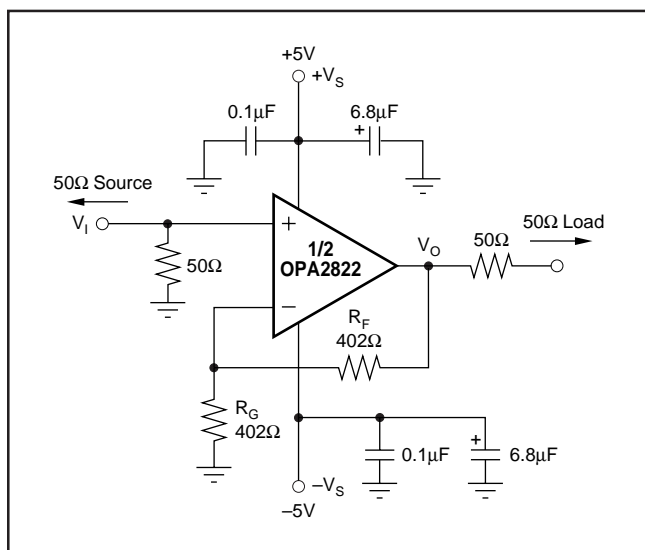 +5V
+V_S
0.1µF
6.8µF
+
50Ω Source
V_I
+
50Ω
1/2
OPA2822
–
V_O
50Ω
50Ω Load
R_F
402Ω
R_G
402Ω
+
0.1µF
6.8µF
–V_S
–5V